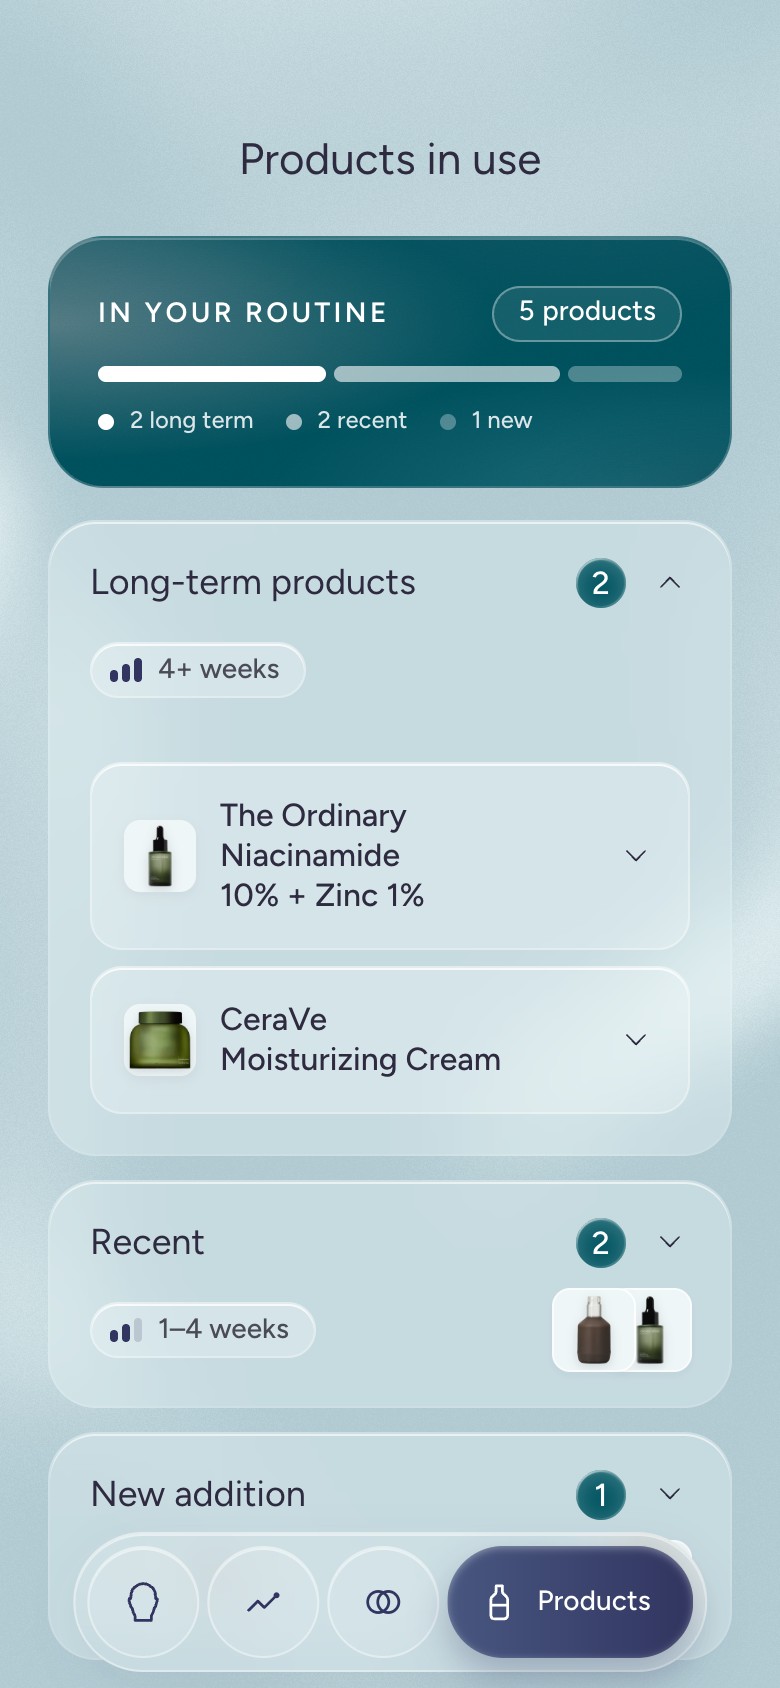 Products in use
IN YOUR ROUTINE
5 products
2 long term
2 recent
1 new
Long-term products
2
4+ weeks
The Ordinary
Niacinamide
10% + Zinc 1%
CeraVe
Moisturizing Cream
Recent
2
1–4 weeks
New addition
1
Products